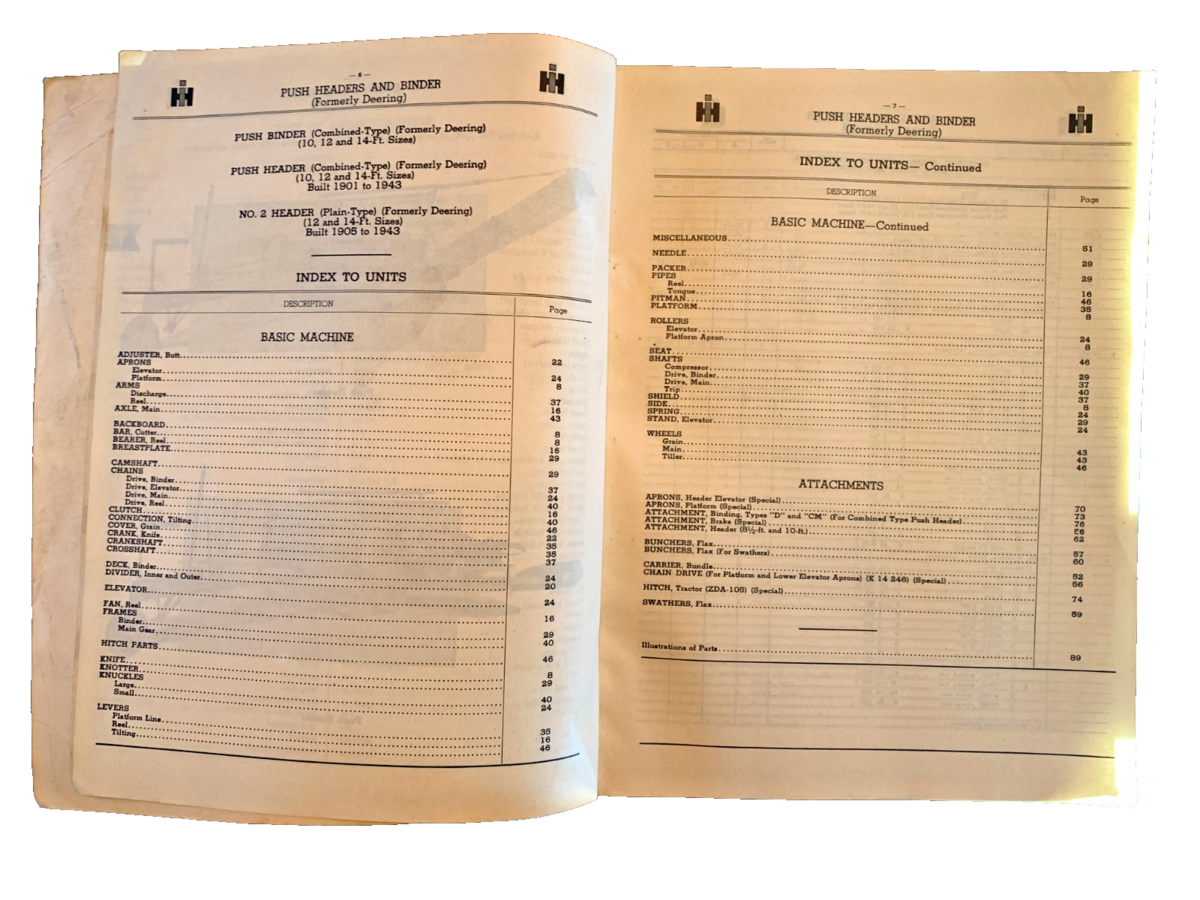 —6—
PUSH HEADERS AND BINDER
(Formerly Deering)
PUSH BINDER (Combined-Type) (Formerly Deering)
(10, 12 and 14-Ft. Sizes)
PUSH HEADER (Combined-Type) (Formerly Deering)
(10, 12 and 14-Ft. Sizes)
Built 1901 to 1943
NO. 2 HEADER (Plain-Type) (Formerly Deering)
(12 and 14-Ft. Sizes)
Built 1905 to 1943
INDEX TO UNITS
DESCRIPTION Page
BASIC MACHINE
ADJUSTER, Butt 22
APRONS
Elevator 24
Platform 8
ARMS
Discharge 37
Reel 16
AXLE, Main 43
BACKBOARD 8
BAR, Cutter 8
BEARER, Reel 16
BREASTPLATE 29
CAMSHAFT 29
CHAINS
Drive, Binder 37
Drive, Elevator 24
Drive, Main 40
Drive, Reel 16
CLUTCH 40
CONNECTION, Tilting 46
COVER, Grain 22
CRANK, Knife 35
CRANKSHAFT 35
CROSSHAFT 37
DECK, Binder 24
DIVIDER, Inner and Outer 20
ELEVATOR 24
FAN, Reel 16
FRAMES
Binder 29
Main Gear 40
HITCH PARTS 46
KNIFE 8
KNOTTER 29
KNUCKLES
Large 40
Small 24
LEVERS
Platform Line 35
Reel 16
Tilting 46
—7—
PUSH HEADERS AND BINDER
(Formerly Deering)
INDEX TO UNITS— Continued
DESCRIPTION Page
BASIC MACHINE—Continued
MISCELLANEOUS 51
NEEDLE 29
PACKER 29
PIPES
Reel 16
Tongue 46
PITMAN 35
PLATFORM 8
ROLLERS
Elevator 24
Platform Apron 8
SEAT 46
SHAFTS
Compressor 29
Drive, Binder 37
Drive, Main 40
Trip 37
SHIELD 8
SIDE 24
SPRING 29
STAND, Elevator 24
WHEELS
Grain 43
Main 43
Tiller 46
ATTACHMENTS
APRONS, Header Elevator (Special) 70
APRONS, Platform (Special) 73
ATTACHMENT, Binding, Types "D" and "CM" (For Combined Type Push Header) 76
ATTACHMENT, Brake (Special) 56
ATTACHMENT, Header (8½-ft. and 10-ft.) 62
BUNCHERS, Flax 57
BUNCHERS, Flax (For Swathers) 60
CARRIER, Bundle 52
CHAIN DRIVE (For Platform and Lower Elevator Aprons) (K 14 246) (Special) 56
HITCH, Tractor (ZDA-105) (Special) 74
SWATHERS, Flax 59
Illustrations of Parts 89